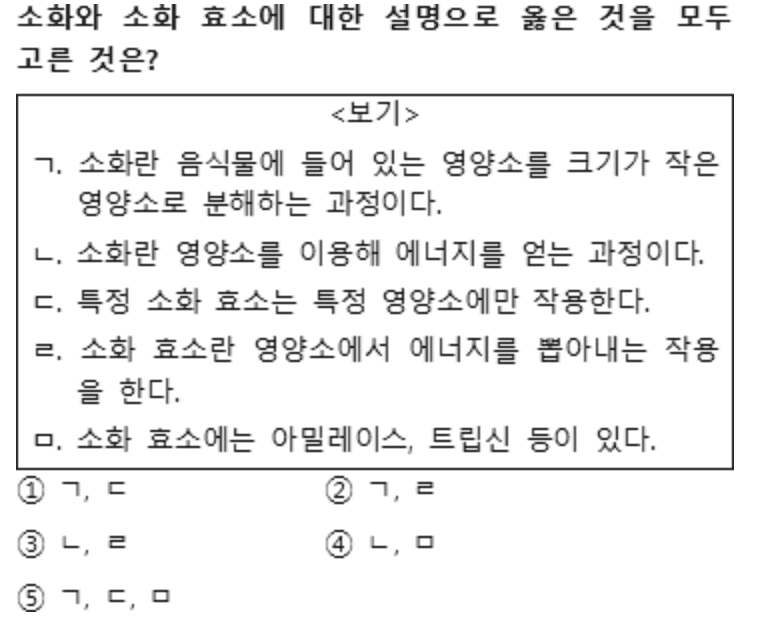 소화와 소화 효소에 대한 설명으로 옳은 것을 모두
고른 것은?
<보기>
ㄱ. 소화란 음식물에 들어 있는 영양소를 크기가 작은
영양소로 분해하는 과정이다.
ㄴ. 소화란 영양소를 이용해 에너지를 얻는 과정이다.
ㄷ. 특정 소화 효소는 특정 영양소에만 작용한다.
ㄹ. 소화 효소란 영양소에서 에너지를 뽑아내는 작용
을 한다.
ㅁ. 소화 효소에는 아밀레이스, 트립신 등이 있다.
① ㄱ, ㄷ ② ㄱ, ㄹ
③ ㄴ, ㄹ ④ ㄴ, ㅁ
⑤ ㄱ, ㄷ, ㅁ